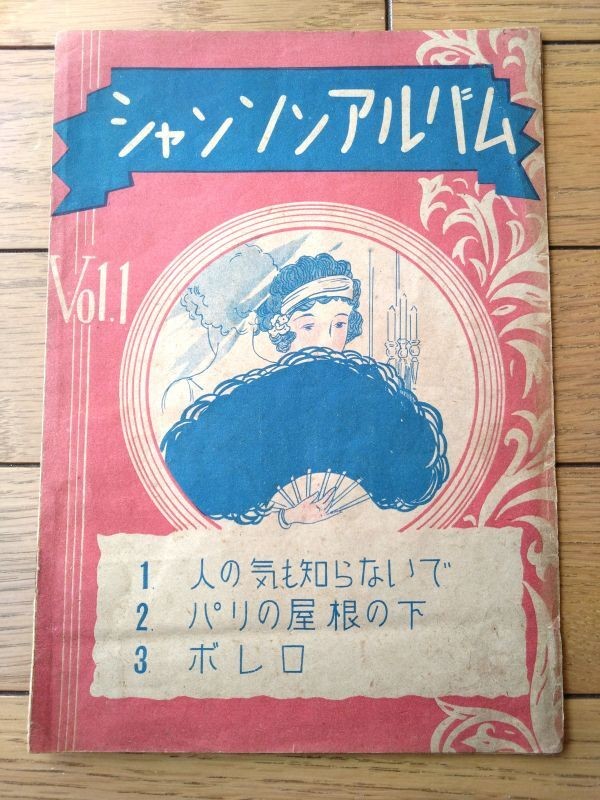 シャンソンアルバム
Vol.1
1. 人の気も知らないで
2. パリの屋根の下
3. ボレロ